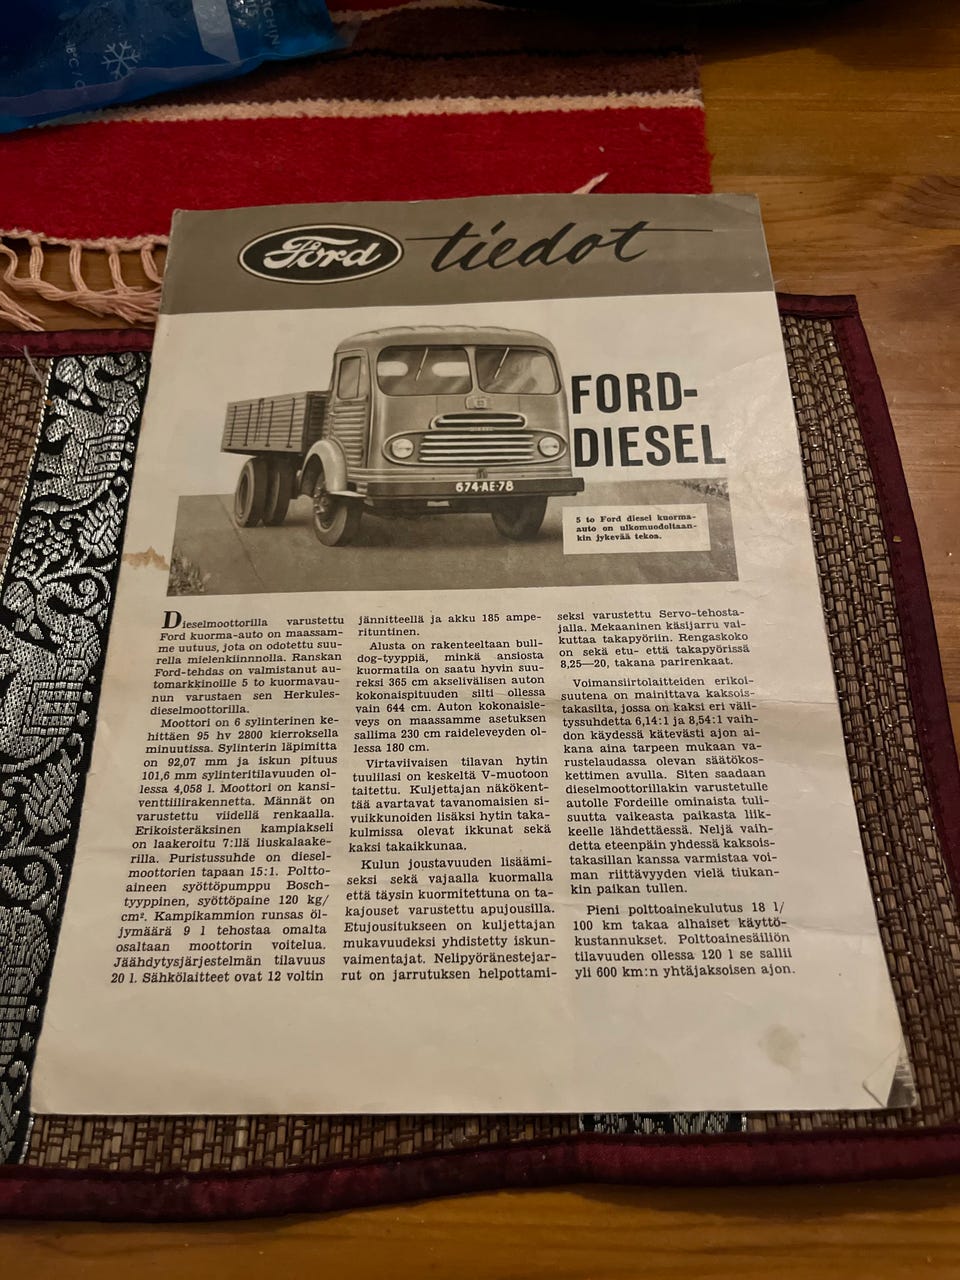 Ford tiedot
FORD-
DIESEL
674-AE-78
5 to Ford diesel kuorma-
auto on ulkomuodoltaan-
kin jykevää tekoa.
Dieselmoottorilla varustettu
Ford kuorma-auto on maassam-
me uutuus, jota on odotettu suu-
rella mielenkiinnnolla. Ranskan
Ford-tehdas on valmistanut au-
tomarkkinoille 5 to kuormavau-
nun varustaen sen Herkules-
dieselmoottorilla.
Moottori on 6 sylinterinen ke-
hittäen 95 hv 2800 kierroksella
minuutissa. Sylinterin läpimitta
on 92,07 mm ja iskun pituus
101,6 mm sylinteritilavuuden ol-
lessa 4,058 l. Moottori on kansi-
venttiilirakennetta. Männät on
varustettu viidellä renkaalla.
Erikoisteräksinen kampiakseli
on laakeroitu 7:llä liuskalaake-
rilla. Puristussuhde on diesel-
moottorien tapaan 15:1. Poltto-
aineen syöttöpumppu Bosch-
tyyppinen, syöttöpaine 120 kg/
cm². Kampikammion runsas öl-
jymäärä 9 l tehostaa omalta
osaltaan moottorin voitelua.
Jäähdytysjärjestelmän tilavuus
20 l. Sähkölaitteet ovat 12 voltin
jännitteellä ja akku 185 ampe-
rituntinen.
Alusta on rakenteeltaan bull-
dog-tyyppiä, minkä ansiosta
kuormatila on saatu hyvin suu-
reksi 365 cm akselivälisen auton
kokonaispituuden silti ollessa
vain 644 cm. Auton kokonaisle-
veys on maassamme asetuksen
sallima 230 cm raideleveyden ol-
lessa 180 cm.
Virtaviivaisen tilavan hytin
tuulilasi on keskeltä V-muotoon
taitettu. Kuljettajan näkökent-
tää avartavat tavanomaisien si-
vuikkunoiden lisäksi hytin taka-
kulmissa olevat ikkunat sekä
kaksi takaikkunaa.
Kulun joustavuuden lisäämi-
seksi sekä vajaalla kuormalla
että täysin kuormitettuna on ta-
kajouset varustettu apujousilla.
Etujousitukseen on kuljettajan
mukavuudeksi yhdistetty iskun-
vaimentajat. Nelipyöränestejar-
rut on jarrutuksen helpottami-
seksi varustettu Servo-tehosta-
jalla. Mekaaninen käsijarru vai-
kuttaa takapyöriin. Rengaskoko
on sekä etu- että takapyörissä
8,25—20, takana parirenkaat.
Voimansiirtolaitteiden erikoi-
suutena on mainittava kaksois-
takasilta, jossa on kaksi eri väli-
tyssuhdetta 6,14:1 ja 8,54:1 vaih-
don käydessä kätevästi ajon ai-
kana aina tarpeen mukaan va-
rustelaudassa olevan säätökos-
kettimen avulla. Siten saadaan
dieselmoottorillakin varustetulle
autolle Fordeille ominaista tuli-
suutta vaikeasta paikasta liik-
keelle lähdettäessä. Neljä vaih-
detta eteenpäin yhdessä kaksois-
takasillan kanssa varmistaa voi-
man riittävyyden vielä tiukan-
kin paikan tullen.
Pieni polttoainekulutus 18 l/
100 km takaa alhaiset käyttö-
kustannukset. Polttoainesäiliön
tilavuuden ollessa 120 l se sallii
yli 600 km:n yhtäjaksoisen ajon.